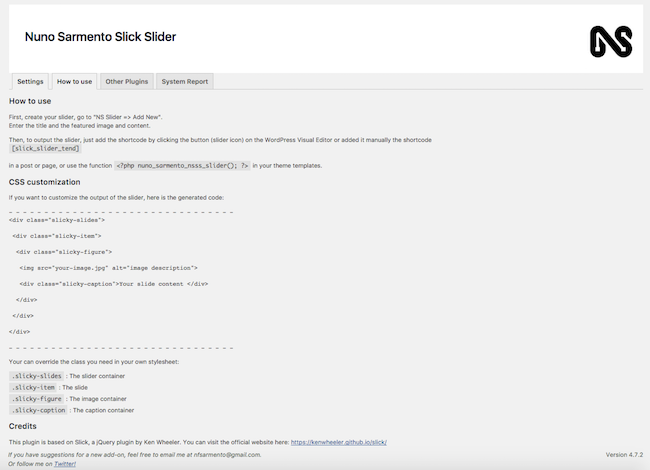 Nuno Sarmento Slick Slider
NS
Settings
How to use
Other Plugins
System Report
How to use
First, create your slider, go to "NS Slider => Add New".
Enter the title and the featured image and content.
Then, to output the slider, just add the shortcode by clicking the button (slider icon) on the WordPress Visual Editor or added it manually the shortcode
[slick_slider_tend]
in a post or page, or use the function <?php nuno_sarmento_nsss_slider(); ?> in your theme templates.
CSS customization
If you want to customize the output of the slider, here is the generated code:
_ _ _ _ _ _ _ _ _ _ _ _ _ _ _ _ _ _ _ _ _ _ _ _ _ _ _ _ _ _ _
<div class="slicky-slides">
<div class="slicky-item">
<div class="slicky-figure">
<img src="your-image.jpg" alt="image description">
<div class="slicky-caption">Your slide content </div>
</div>
</div>
</div>
_ _ _ _ _ _ _ _ _ _ _ _ _ _ _ _ _ _ _ _ _ _ _ _ _ _ _ _ _ _ _
Your can override the class you need in your own stylesheet:
.slicky-slides : The slider container
.slicky-item : The slide
.slicky-figure : The image container
.slicky-caption : The caption container
Credits
This plugin is based on Slick, a jQuery plugin by Ken Wheeler. You can visit the official website here: https://kenwheeler.github.io/slick/
If you have suggestions for a new add-on, feel free to email me at nfsarmento@gmail.com.
Version 4.7.2
Or follow me on Twitter!